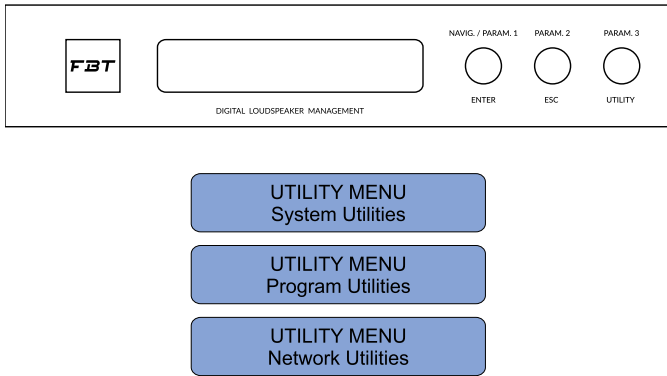 NAVIG. / PARAM. 1 PARAM. 2 PARAM. 3
FBT
DIGITAL LOUDSPEAKER MANAGEMENT
ENTER ESC UTILITY
UTILITY MENU
System Utilities
UTILITY MENU
Program Utilities
UTILITY MENU
Network Utilities